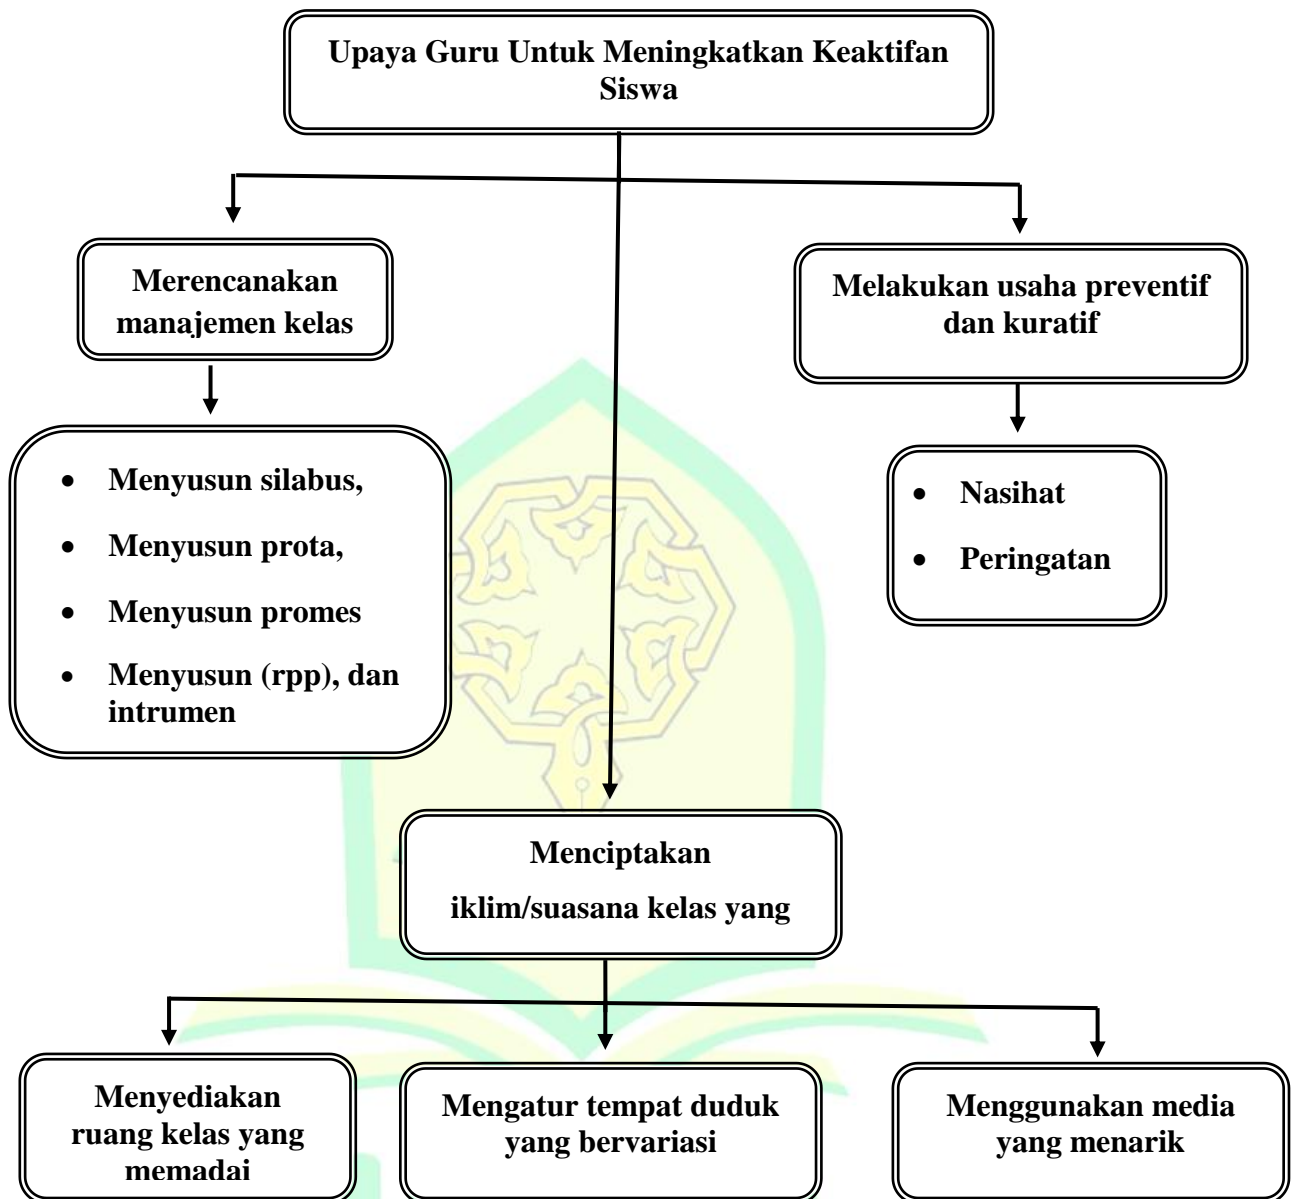 Upaya Guru Untuk Meningkatkan Keaktifan
Siswa
Merencanakan
manajemen kelas
Melakukan usaha preventif
dan kuratif
• Menyusun silabus,
• Menyusun prota,
• Menyusun promes
• Menyusun (rpp), dan
intrumen
• Nasihat
• Peringatan
Menciptakan
iklim/suasana kelas yang
Menyediakan
ruang kelas yang
memadai
Mengatur tempat duduk
yang bervariasi
Menggunakan media
yang menarik